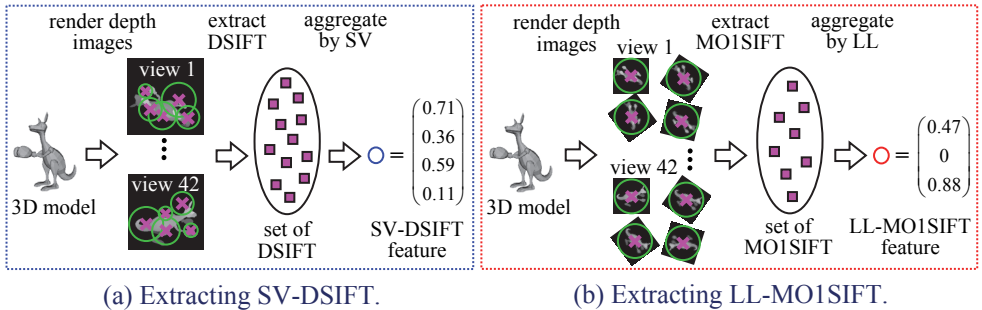 render depth
images
extract
DSIFT
aggregate
by SV
view 1
view 42
3D model
set of
DSIFT
=
0.71
0.36
0.59
0.11
SV-DSIFT
feature
(a) Extracting SV-DSIFT.
render depth
images
extract
MO1SIFT
aggregate
by LL
view 1
view 42
3D model
set of
MO1SIFT
=
0.47
0
0.88
LL-MO1SIFT
feature
(b) Extracting LL-MO1SIFT.